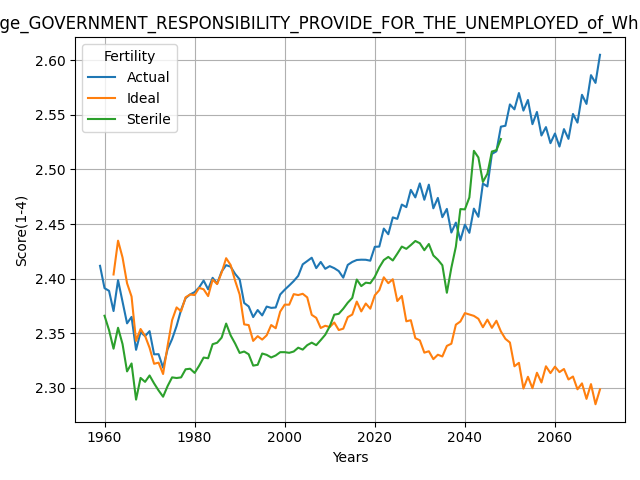 ge_GOVERNMENT_RESPONSIBILITY_PROVIDE_FOR_THE_UNEMPLOYED_of_Wh
Fertility
Actual
Ideal
Sterile
Score(1-4)
2.60
2.55
2.50
2.45
2.40
2.35
2.30
1960 1980 2000 2020 2040 2060
Years